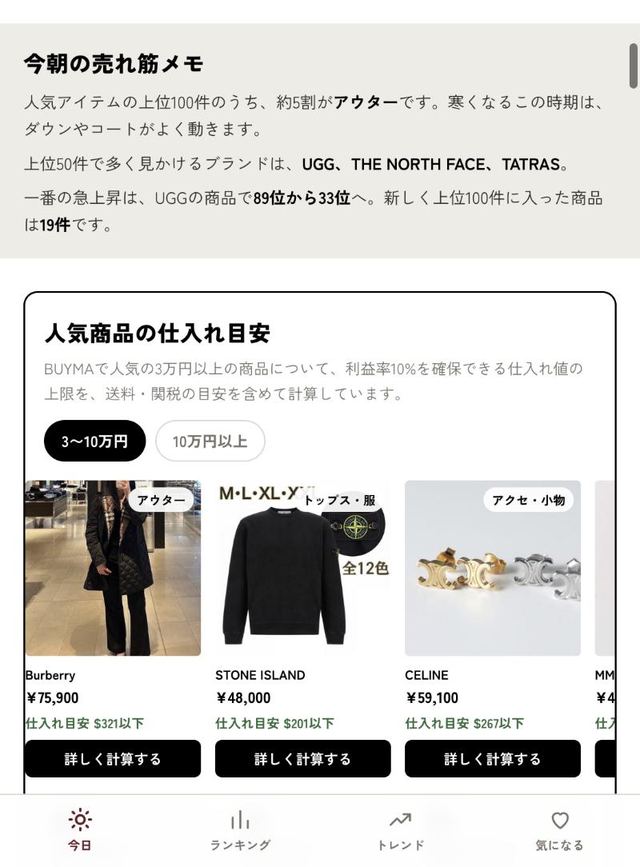 今朝の売れ筋メモ
人気アイテムの上位100件のうち、約5割がアウターです。寒くなるこの時期は、
ダウンやコートがよく動きます。
上位50件で多く見かけるブランドは、UGG、THE NORTH FACE、TATRAS。
一番の急上昇は、UGGの商品で89位から33位へ。新しく上位100件に入った商品
は19件です。
人気商品の仕入れ目安
BUYMAで人気の3万円以上の商品について、利益率10%を確保できる仕入れ値の
上限を、送料・関税の目安を含めて計算しています。
3〜10万円
10万円以上
アウター
M・L・XL・X
トップス・服
全12色
アクセ・小物
Burberry
¥75,900
仕入れ目安 $321以下
詳しく計算する
STONE ISLAND
¥48,000
仕入れ目安 $201以下
詳しく計算する
CELINE
¥59,100
仕入れ目安 $267以下
詳しく計算する
MM
¥4
仕入
今日
ランキング
トレンド
気になる